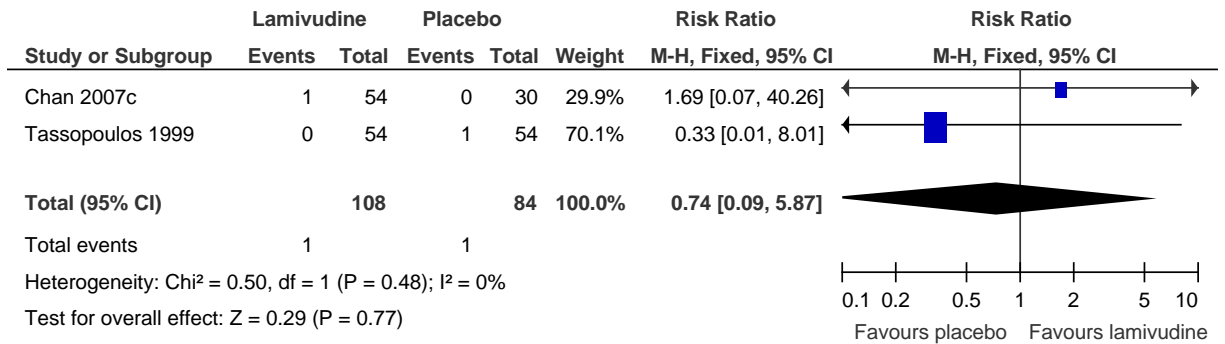 Lamivudine Placebo Risk Ratio Risk Ratio
Study or Subgroup Events Total Events Total Weight M-H, Fixed, 95% CI M-H, Fixed, 95% CI
Chan 2007c 1 54 0 30 29.9% 1.69 [0.07, 40.26]
Tassopoulos 1999 0 54 1 54 70.1% 0.33 [0.01, 8.01]
Total (95% CI) 108 84 100.0% 0.74 [0.09, 5.87]
Total events 1 1
Heterogeneity: Chi² = 0.50, df = 1 (P = 0.48); I² = 0%
Test for overall effect: Z = 0.29 (P = 0.77)
0.1 0.2 0.5 1 2 5 10
Favours placebo Favours lamivudine